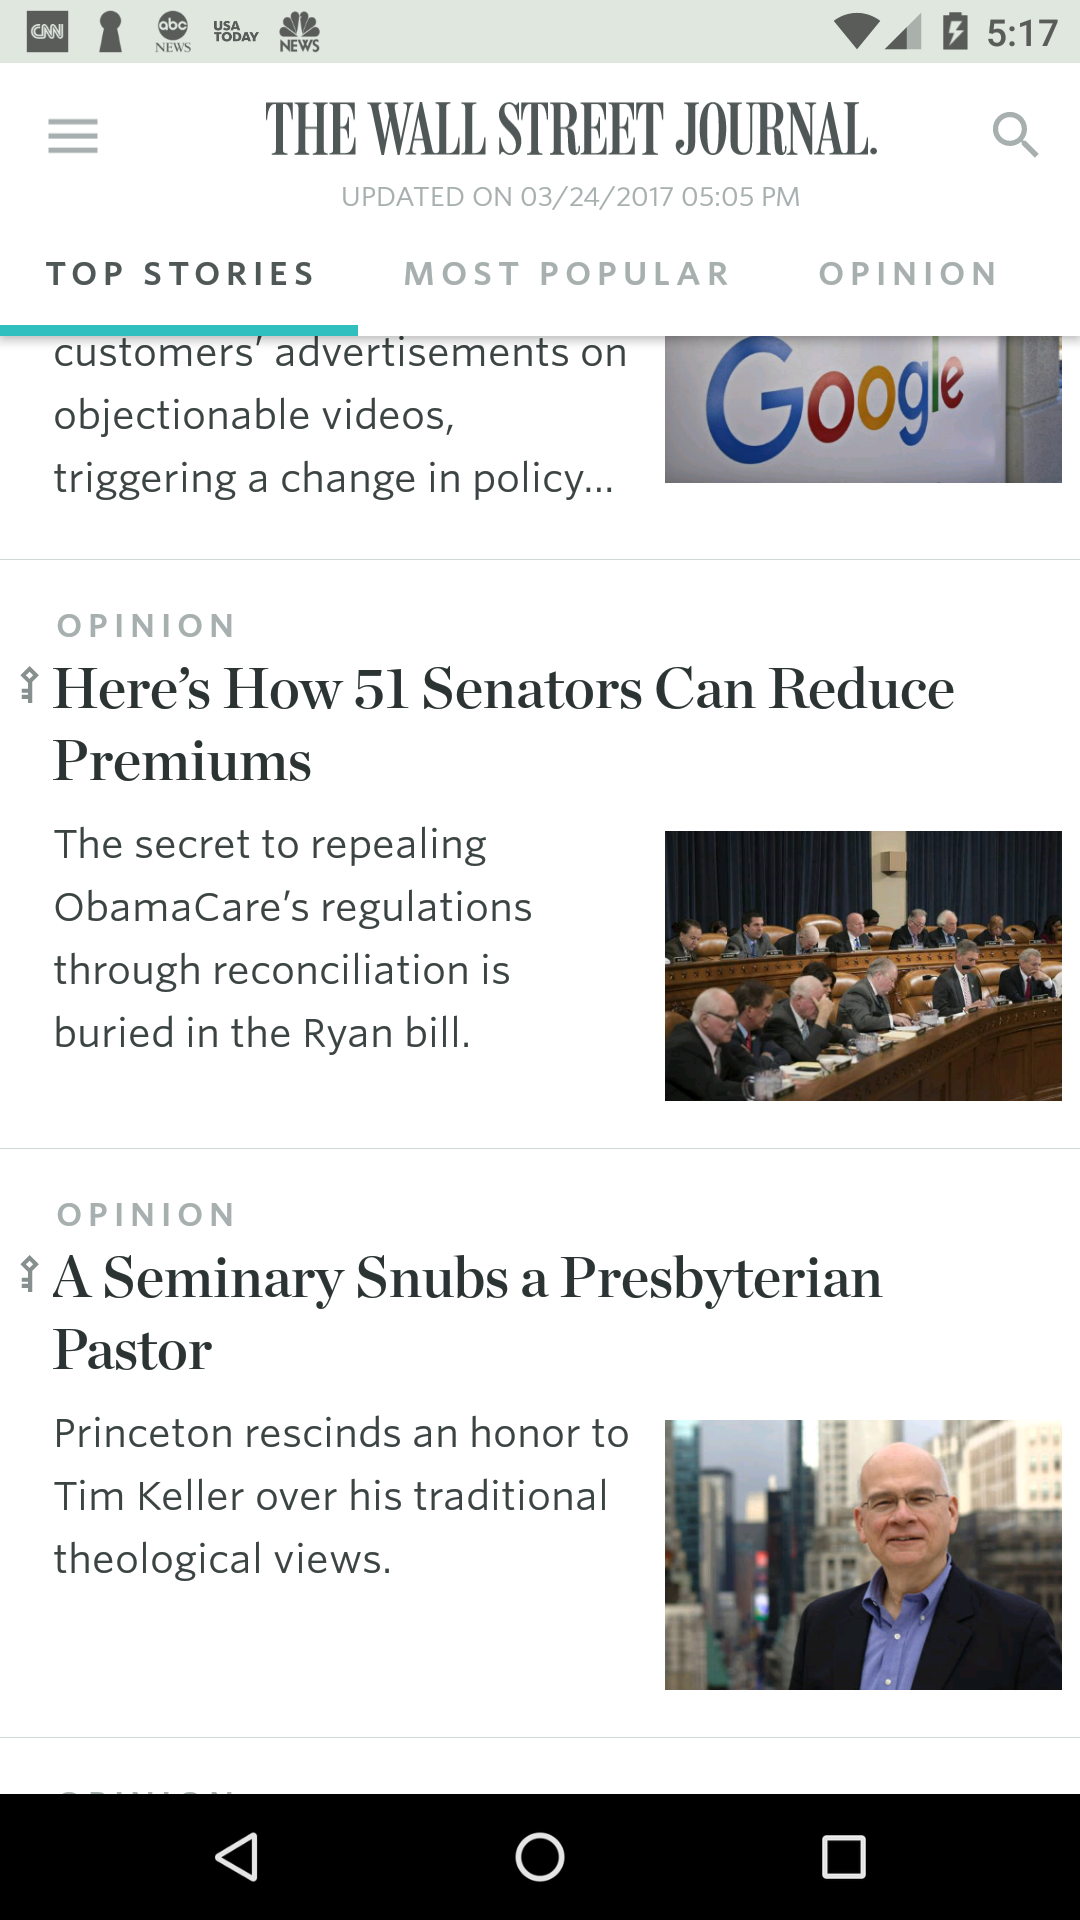 CNN abc NEWS USA TODAY NEWS 5:17
THE WALL STREET JOURNAL.
UPDATED ON 03/24/2017 05:05 PM
TOP STORIES MOST POPULAR OPINION
customers’ advertisements on
objectionable videos,
triggering a change in policy...
Google
OPINION
Here’s How 51 Senators Can Reduce
Premiums
The secret to repealing
ObamaCare’s regulations
through reconciliation is
buried in the Ryan bill.
OPINION
A Seminary Snubs a Presbyterian
Pastor
Princeton rescinds an honor to
Tim Keller over his traditional
theological views.
OPINION